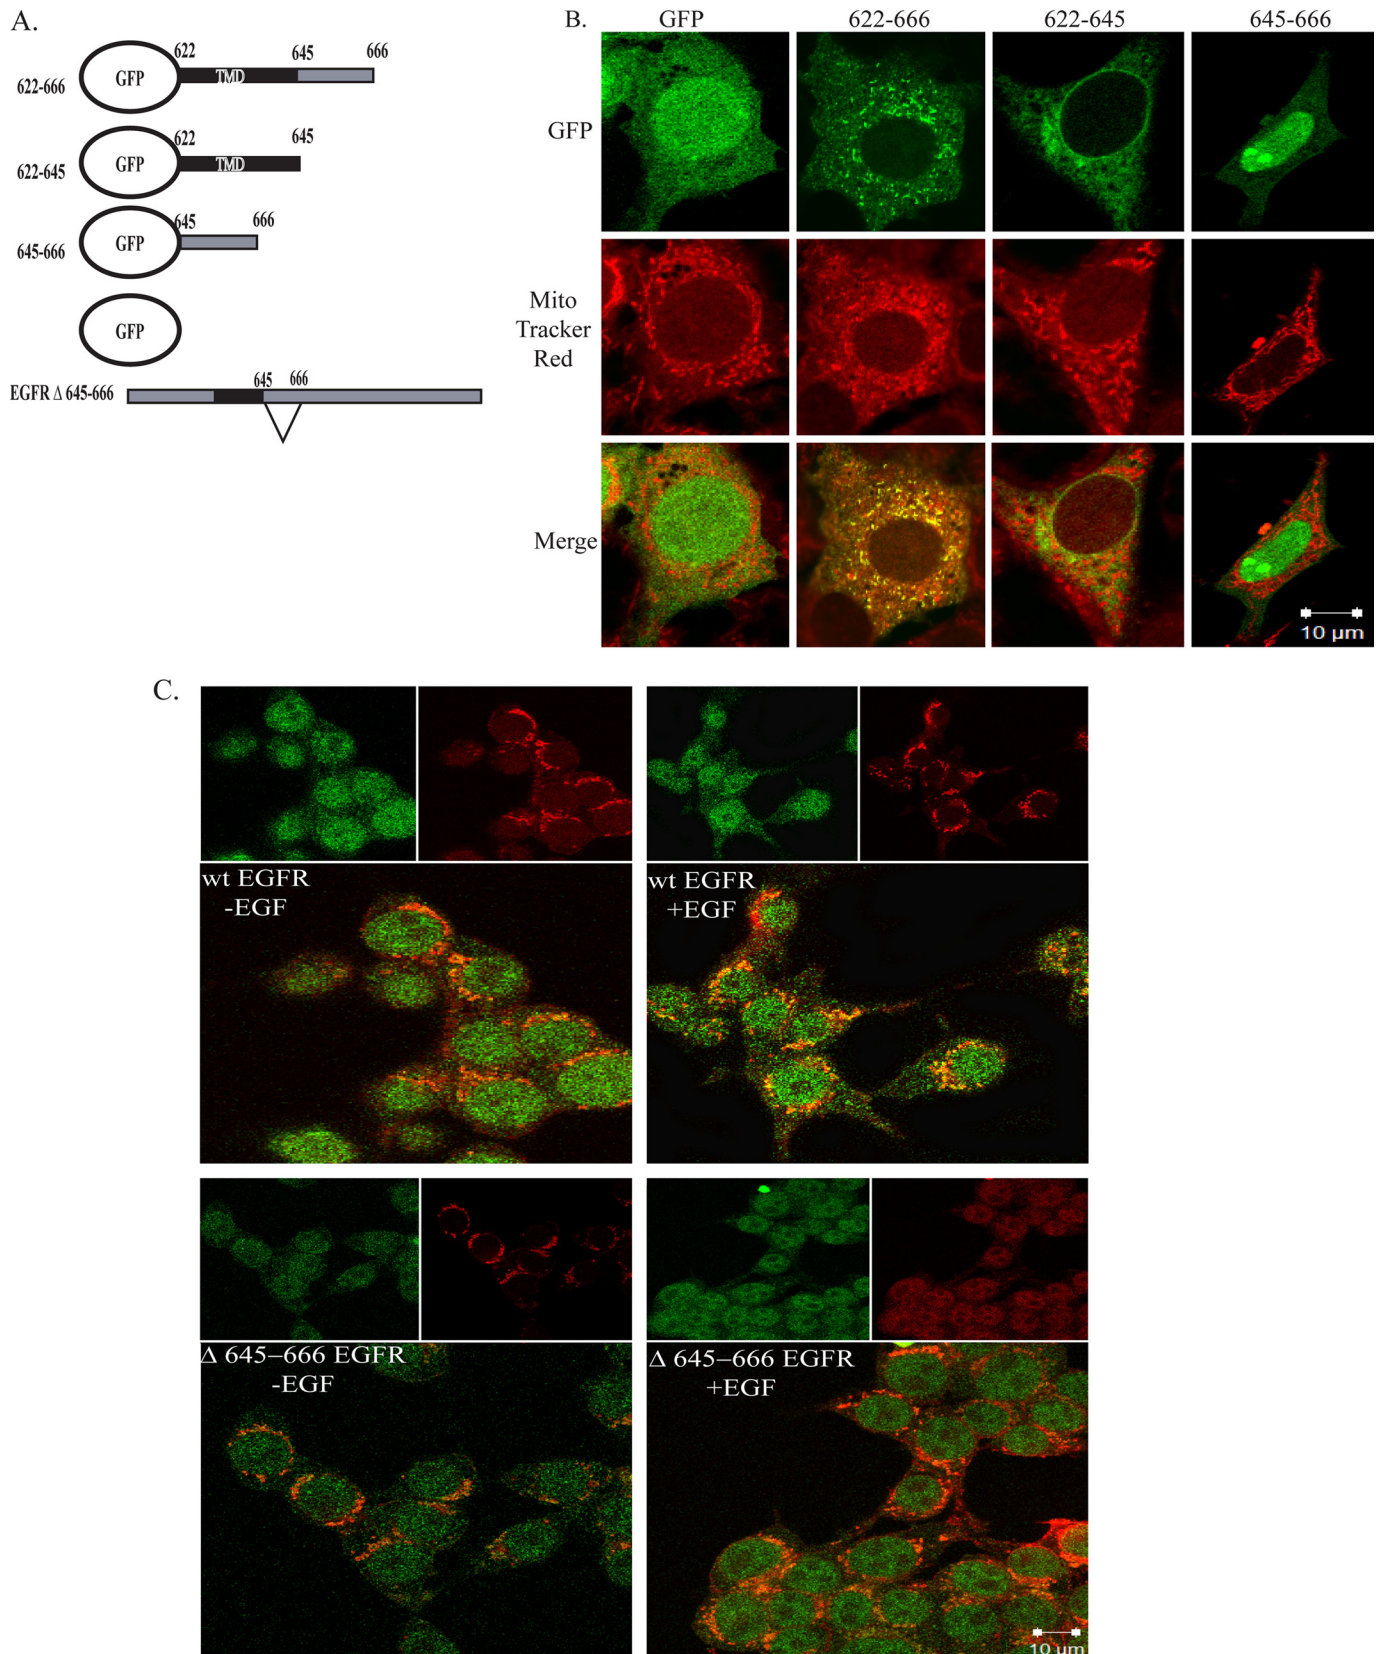 A.
622
645
666
GFP
TMD
622-666
622
645
GFP
TMD
622-645
645
666
GFP
645-666
GFP
EGFR Δ 645-666
645
666
B.
GFP
622-666
622-645
645-666
GFP
Mito
Tracker
Red
Merge
10 µm
C.
wt EGFR
-EGF
wt EGFR
+EGF
Δ 645–666 EGFR
-EGF
Δ 645–666 EGFR
+EGF
10 µm